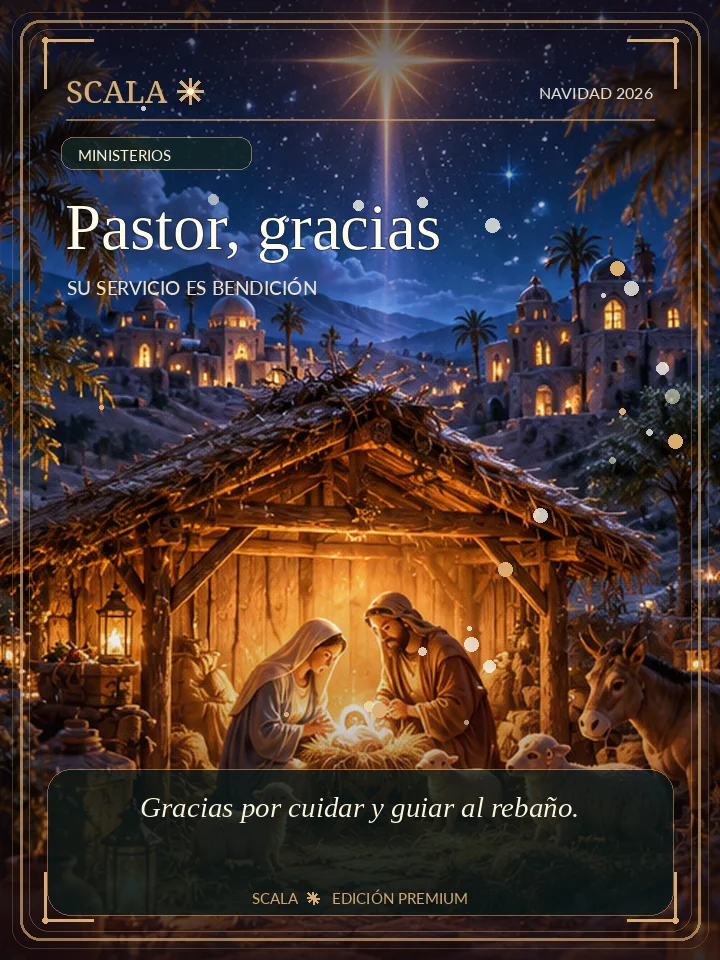 SCALA
NAVIDAD 2026
MINISTERIOS
Pastor, gracias
SU SERVICIO ES BENDICIÓN
Gracias por cuidar y guiar al rebaño.
SCALA EDICIÓN PREMIUM